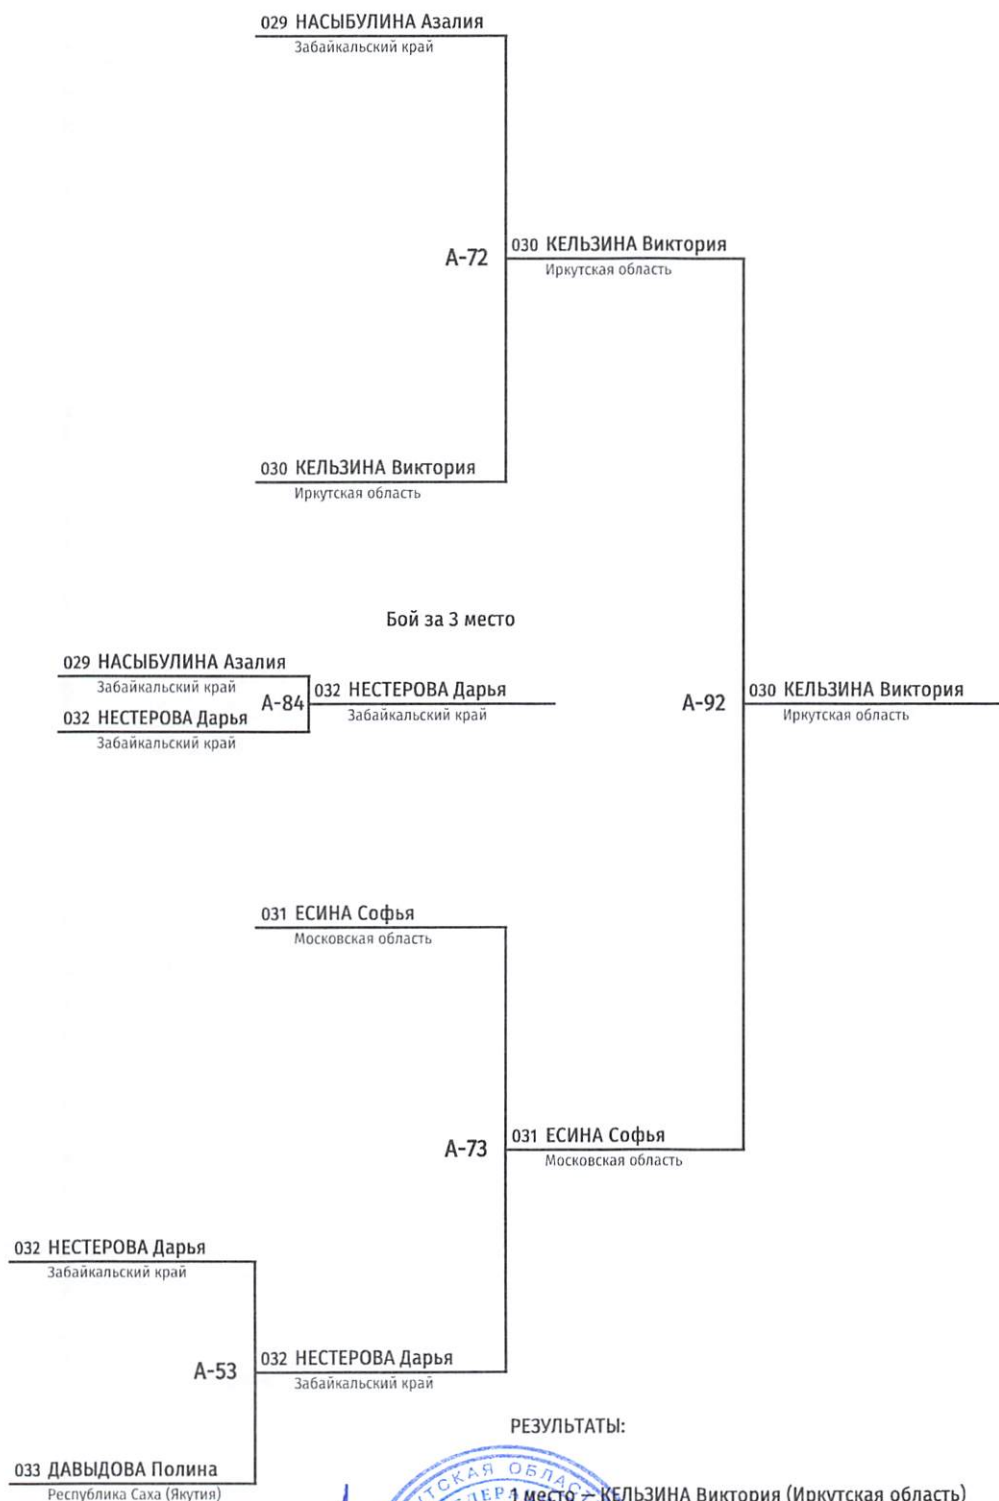 029 НАСЫБУЛИНА Азалия
Забайкальский край
А-72
030 КЕЛЬЗИНА Виктория
Иркутская область
030 КЕЛЬЗИНА Виктория
Иркутская область
Бой за 3 место
029 НАСЫБУЛИНА Азалия
Забайкальский край
А-84
032 НЕСТЕРОВА Дарья
Забайкальский край
032 НЕСТЕРОВА Дарья
Забайкальский край
А-92
030 КЕЛЬЗИНА Виктория
Иркутская область
031 ЕСИНА Софья
Московская область
А-73
031 ЕСИНА Софья
Московская область
032 НЕСТЕРОВА Дарья
Забайкальский край
А-53
032 НЕСТЕРОВА Дарья
Забайкальский край
РЕЗУЛЬТАТЫ:
033 ДАВЫДОВА Полина
Республика Саха (Якутия)
1 место – КЕЛЬЗИНА Виктория (Иркутская область)